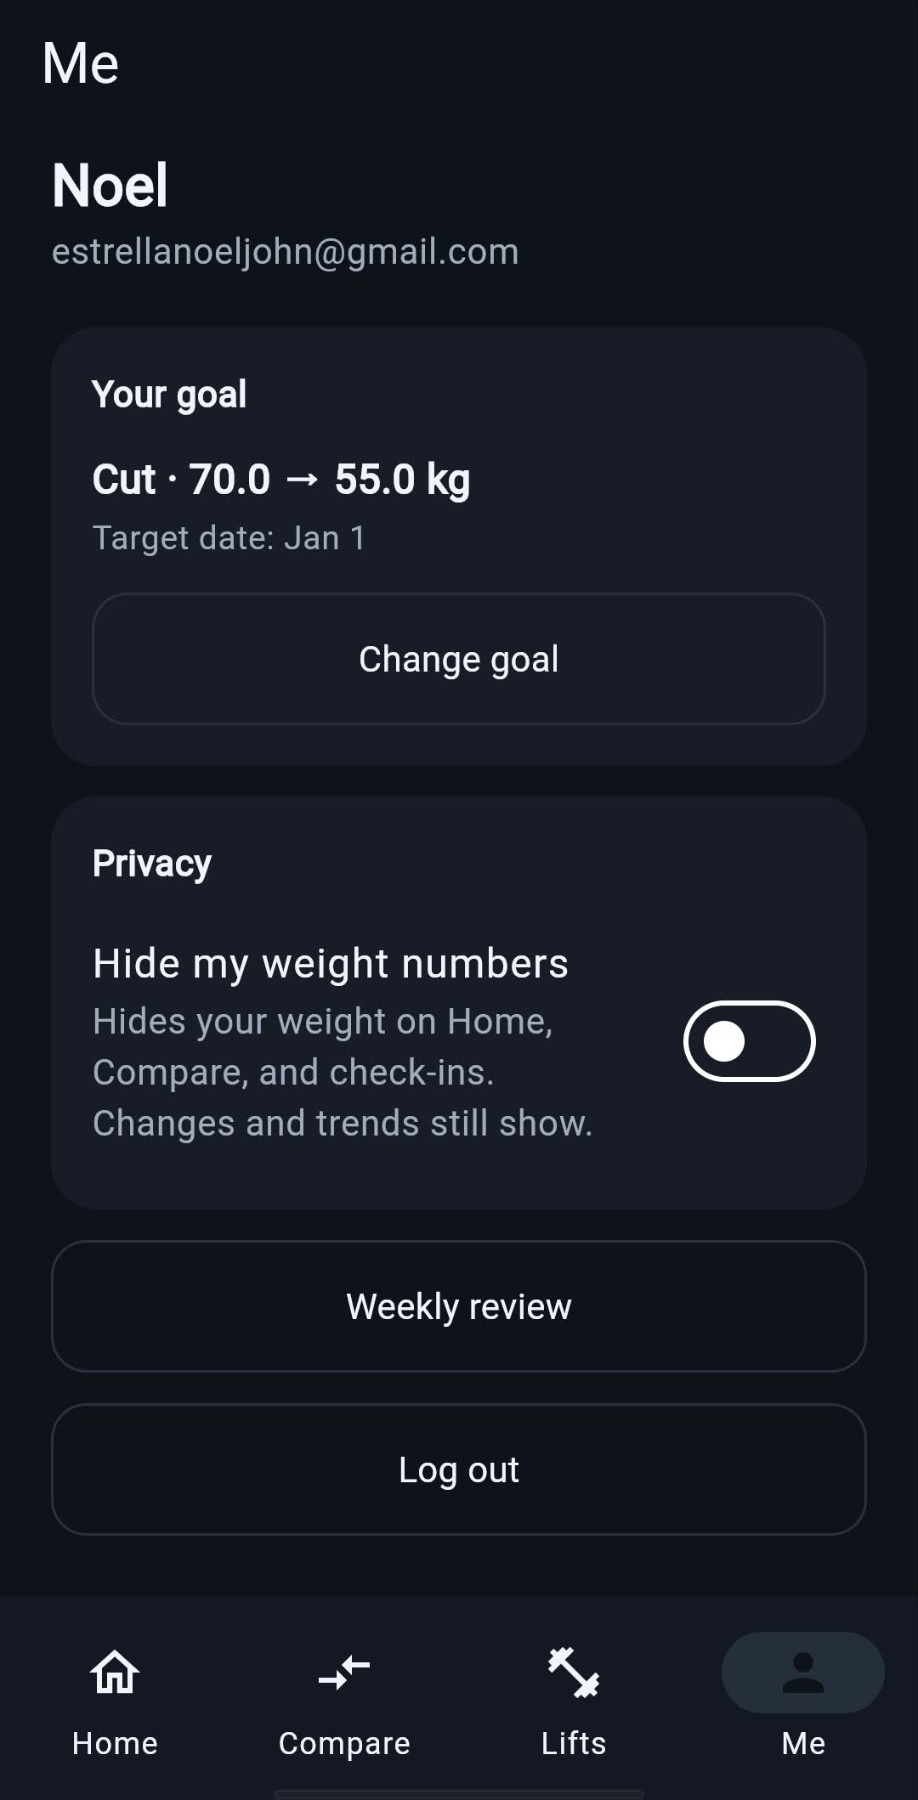 Me
Noel
estrellanoeljohn@gmail.com
Your goal
Cut · 70.0 → 55.0 kg
Target date: Jan 1
Change goal
Privacy
Hide my weight numbers
Hides your weight on Home,
Compare, and check-ins.
Changes and trends still show.
Weekly review
Log out
Home
Compare
Lifts
Me